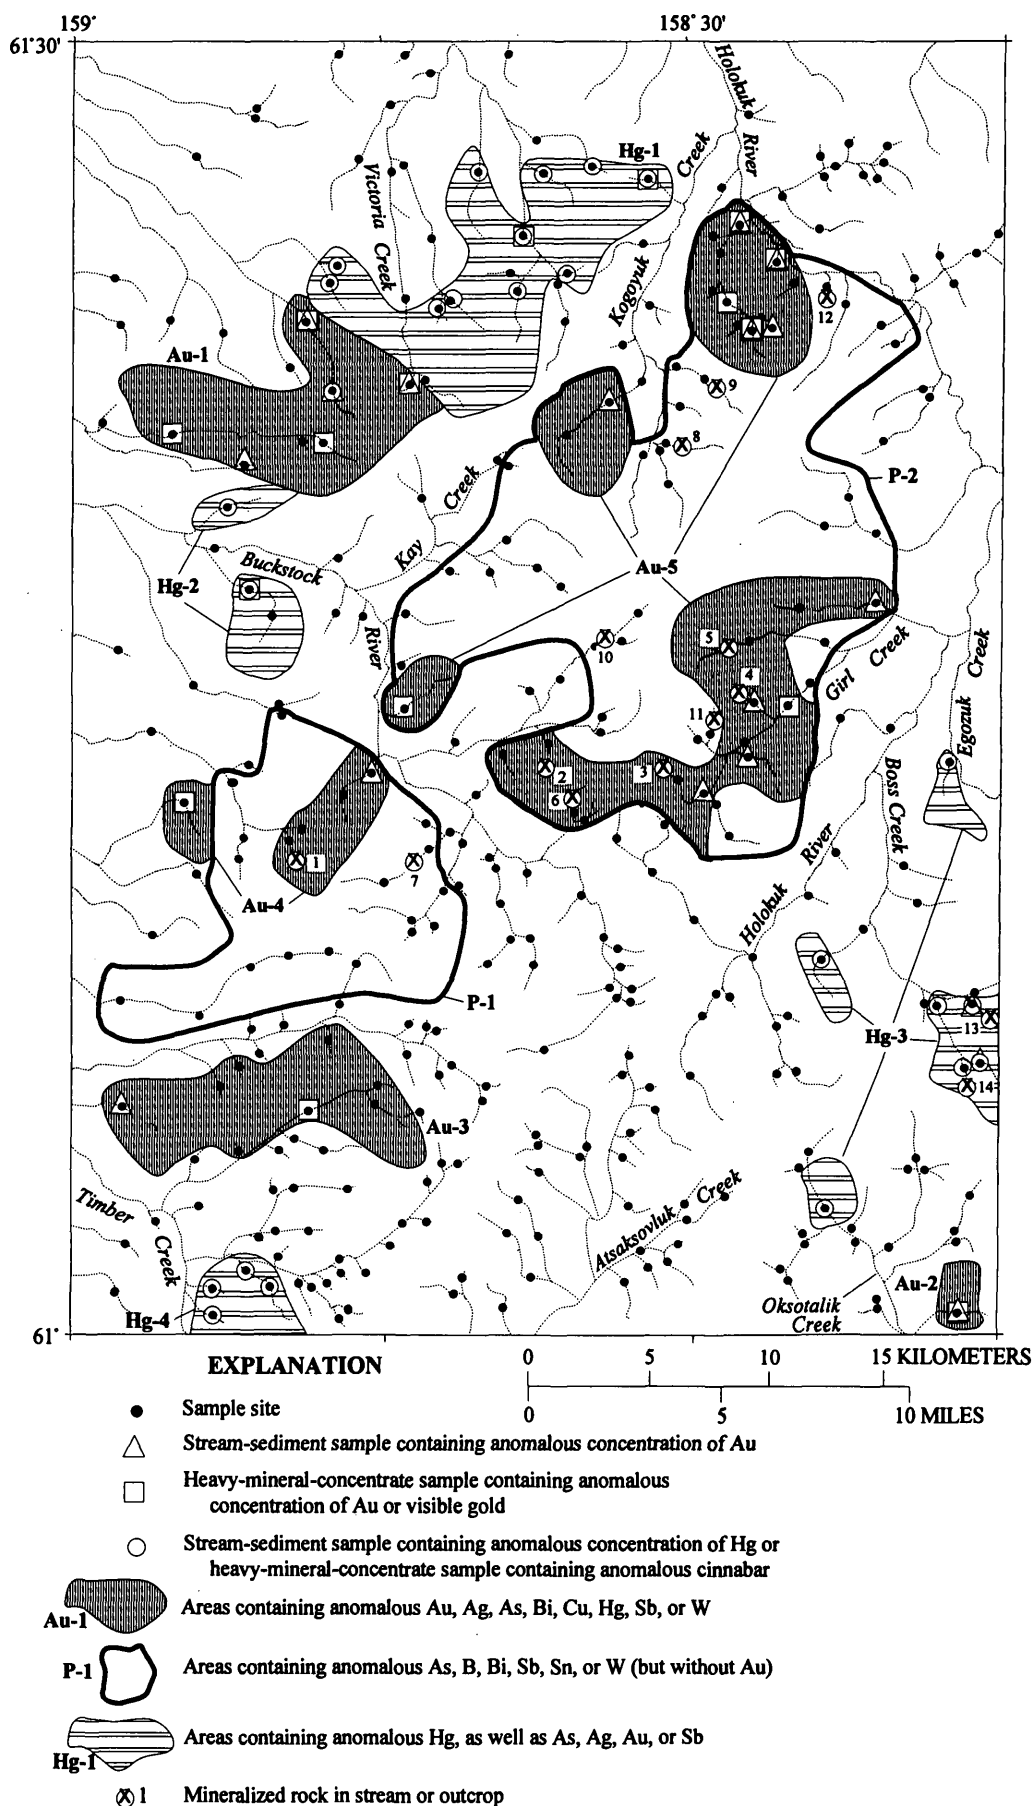 159°
158°30'
61°30'
Holokuk
River
Hg-1
Creek
Victoria
Creek
Kogoyuk
12
Au-1
9
8
P-2
Creek
Kay
Buckstock
River
Hg-2
Au-5
5
10
4
11
Girl
Creek
Egozuk
Creek
2
3
6
Boss Creek
1
7
Au-4
River
Holokuk
P-1
13
Hg-3
14
Au-3
Timber
Creek
Atsaksovluk
Creek
Au-2
Oksotalik
Creek
Hg-4
61°
EXPLANATION
0 5 10 15 KILOMETERS
0 5 10 MILES
Sample site
Stream-sediment sample containing anomalous concentration of Au
Heavy-mineral-concentrate sample containing anomalous
concentration of Au or visible gold
Stream-sediment sample containing anomalous concentration of Hg or
heavy-mineral-concentrate sample containing anomalous cinnabar
Au-1 Areas containing anomalous Au, Ag, As, Bi, Cu, Hg, Sb, or W
P-1 Areas containing anomalous As, B, Bi, Sb, Sn, or W (but without Au)
Hg-1 Areas containing anomalous Hg, as well as As, Ag, Au, or Sb
1 Mineralized rock in stream or outcrop